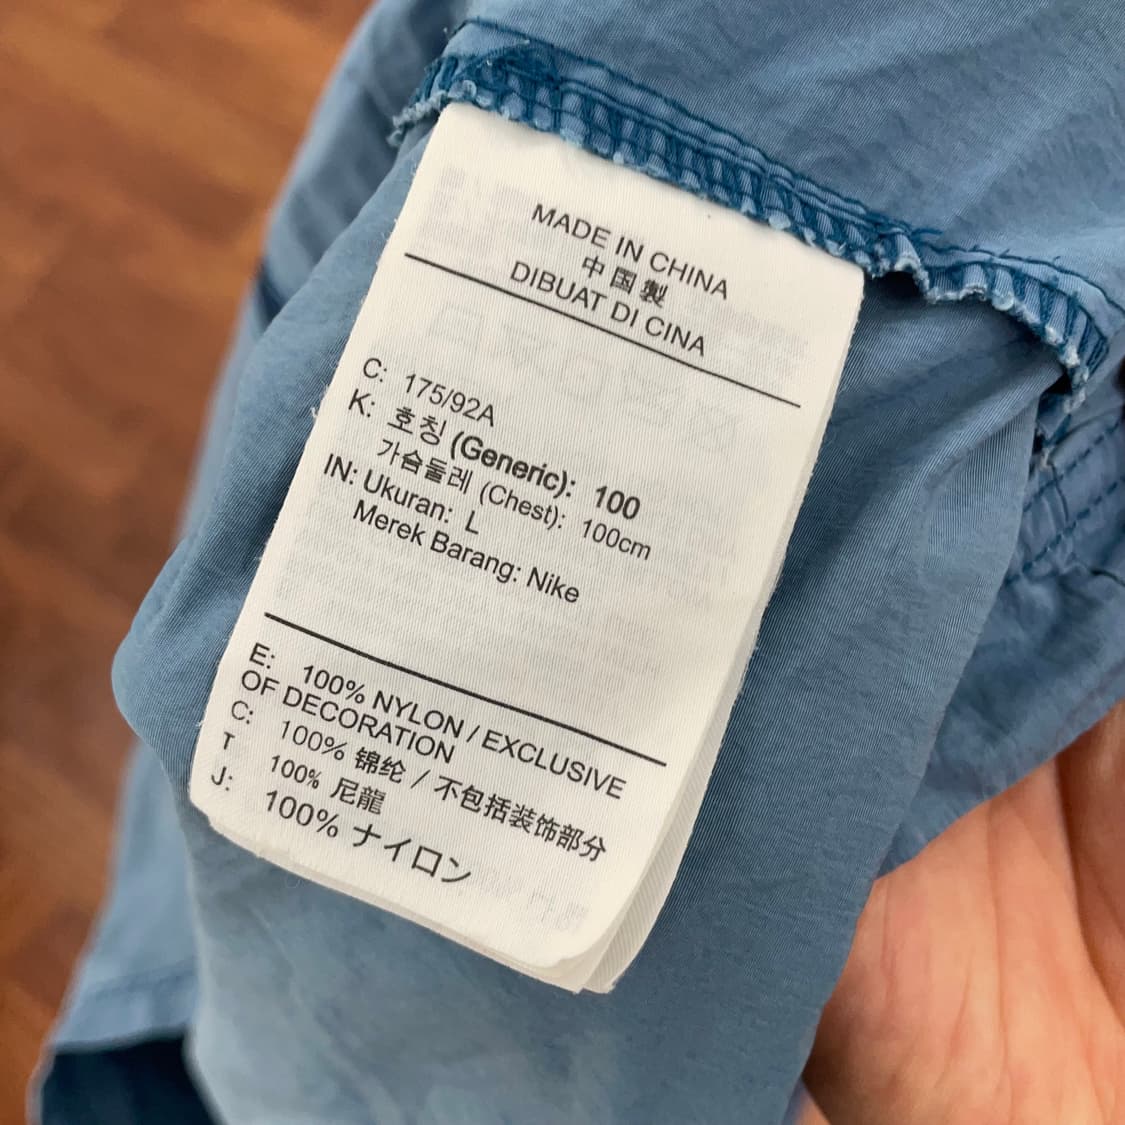 MADE IN CHINA
中国製
DIBUAT DI CINA
C: 175/92A
K: 호칭 (Generic): 100
가슴둘레 (Chest): 100cm
IN: Ukuran: L
Merek Barang: Nike
E: 100% NYLON / EXCLUSIVE
OF DECORATION
C: 100% 锦纶 / 不包括装饰部分
T 100% 尼龍
J: 100% ナイロン